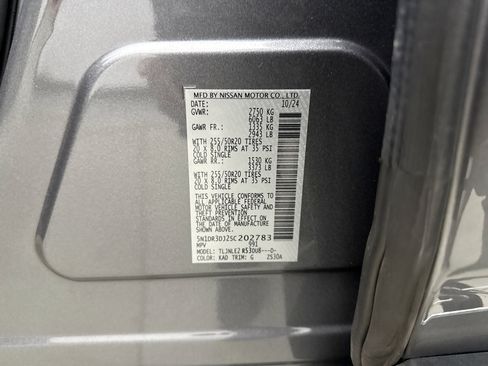 MFD BY NISSAN MOTOR CO., LTD.
DATE: 10/24
GVWR: 2750 KG
6063 LB
GAWR FR.: 1335 KG
2943 LB
WITH 255/50R20 TIRES
20 X 8.0 RIMS AT 35 PSI
COLD SINGLE
GAWR RR.: 1530 KG
3373 LB
WITH 255/50R20 TIRES
20 X 8.0 RIMS AT 35 PSI
COLD SINGLE
THIS VEHICLE CONFORMS
TO ALL APPLICABLE FEDERAL
MOTOR VEHICLE SAFETY AND
THEFT PREVENTION
STANDARDS IN EFFECT ON
THE DATE OF MANUFACTURE
SHOWN ABOVE.
5N1DR3DJ2SC202783
MPV 991
MODEL: TLJNLE2 R53OU8---D-
COLOR: KAD TRIM: G ZS30A